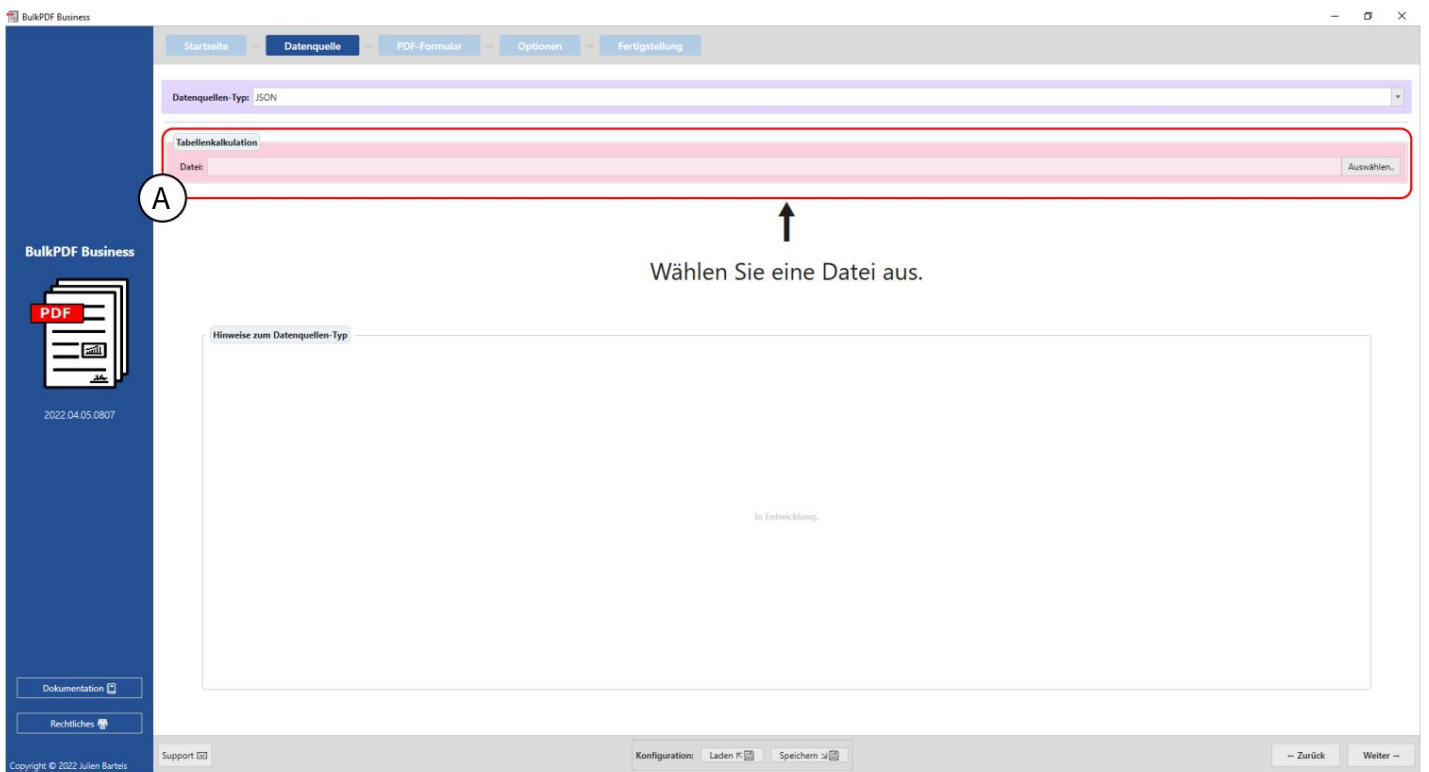 BulkPDF Business
Startseite Datenquelle PDF-Formular Optionen Fertigstellung
Datenquellen-Typ: JSON
Tabellenkalkulation
Datei: Auswählen..
A
Wählen Sie eine Datei aus.
BulkPDF Business
PDF
2022.04.05.0807
Hinweise zum Datenquellen-Typ
In Entwicklung.
Dokumentation
Rechtliches
Copyright © 2022 Julien Bartels
Support
Konfiguration: Laden Speichern
← Zurück Weiter →